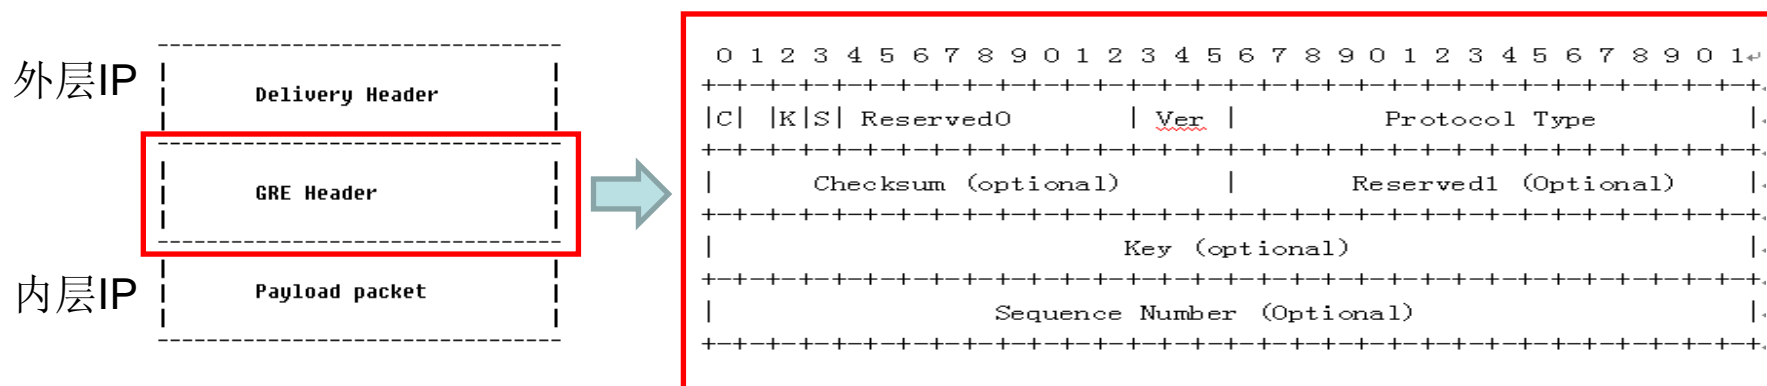 外层IP
Delivery Header
GRE Header
内层IP
Payload packet
0 1 2 3 4 5 6 7 8 9 0 1 2 3 4 5 6 7 8 9 0 1 2 3 4 5 6 7 8 9 0 1
+-+-+-+-+-+-+-+-+-+-+-+-+-+-+-+-+-+-+-+-+-+-+-+-+-+-+-+-+-+-+-+-+
|C| |K|S| Reserved0 | Ver | Protocol Type |
+-+-+-+-+-+-+-+-+-+-+-+-+-+-+-+-+-+-+-+-+-+-+-+-+-+-+-+-+-+-+-+-+
| Checksum (optional) | Reserved1 (Optional) |
+-+-+-+-+-+-+-+-+-+-+-+-+-+-+-+-+-+-+-+-+-+-+-+-+-+-+-+-+-+-+-+-+
| Key (optional) |
+-+-+-+-+-+-+-+-+-+-+-+-+-+-+-+-+-+-+-+-+-+-+-+-+-+-+-+-+-+-+-+-+
| Sequence Number (Optional) |
+-+-+-+-+-+-+-+-+-+-+-+-+-+-+-+-+-+-+-+-+-+-+-+-+-+-+-+-+-+-+-+-+